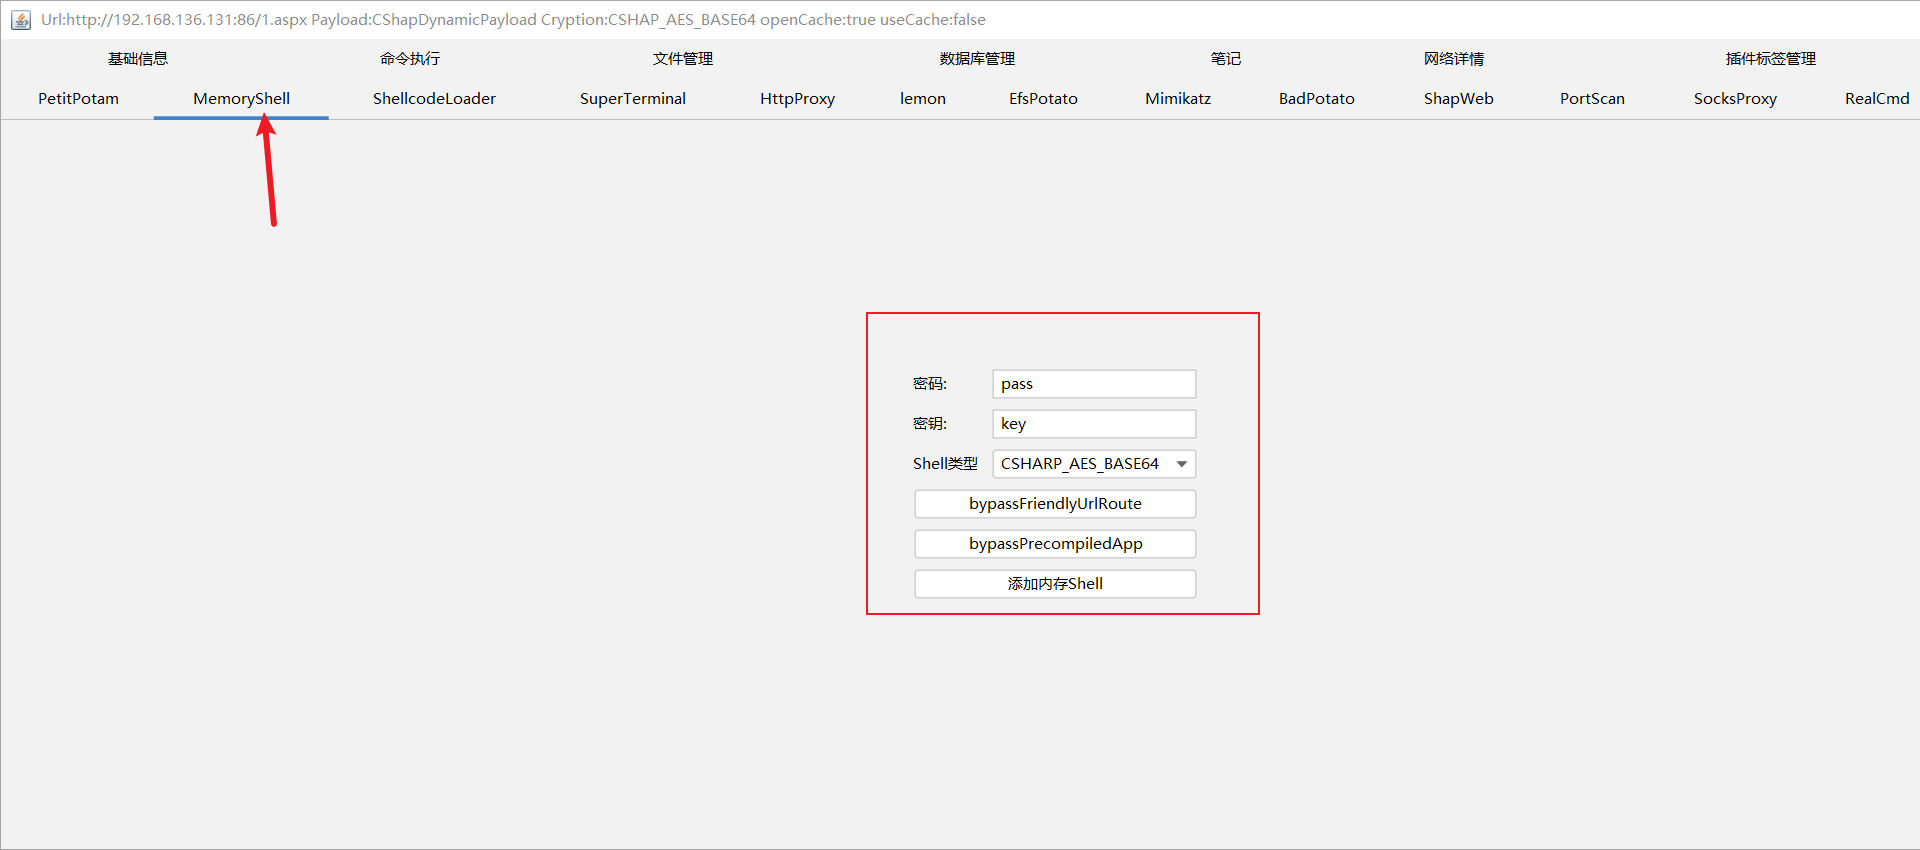 Url:http://192.168.136.131:86/1.aspx Payload:CShapDynamicPayload Cryption:CSHAP_AES_BASE64 openCache:true useCache:false
基础信息 命令执行 文件管理 数据库管理 笔记 网络详情 插件标签管理
PetitPotam MemoryShell ShellcodeLoader SuperTerminal HttpProxy lemon EfsPotato Mimikatz BadPotato ShapWeb PortScan SocksProxy RealCmd
密码: pass
密钥: key
Shell类型 CSHARP_AES_BASE64
bypassFriendlyUrlRoute
bypassPrecompiledApp
添加内存Shell